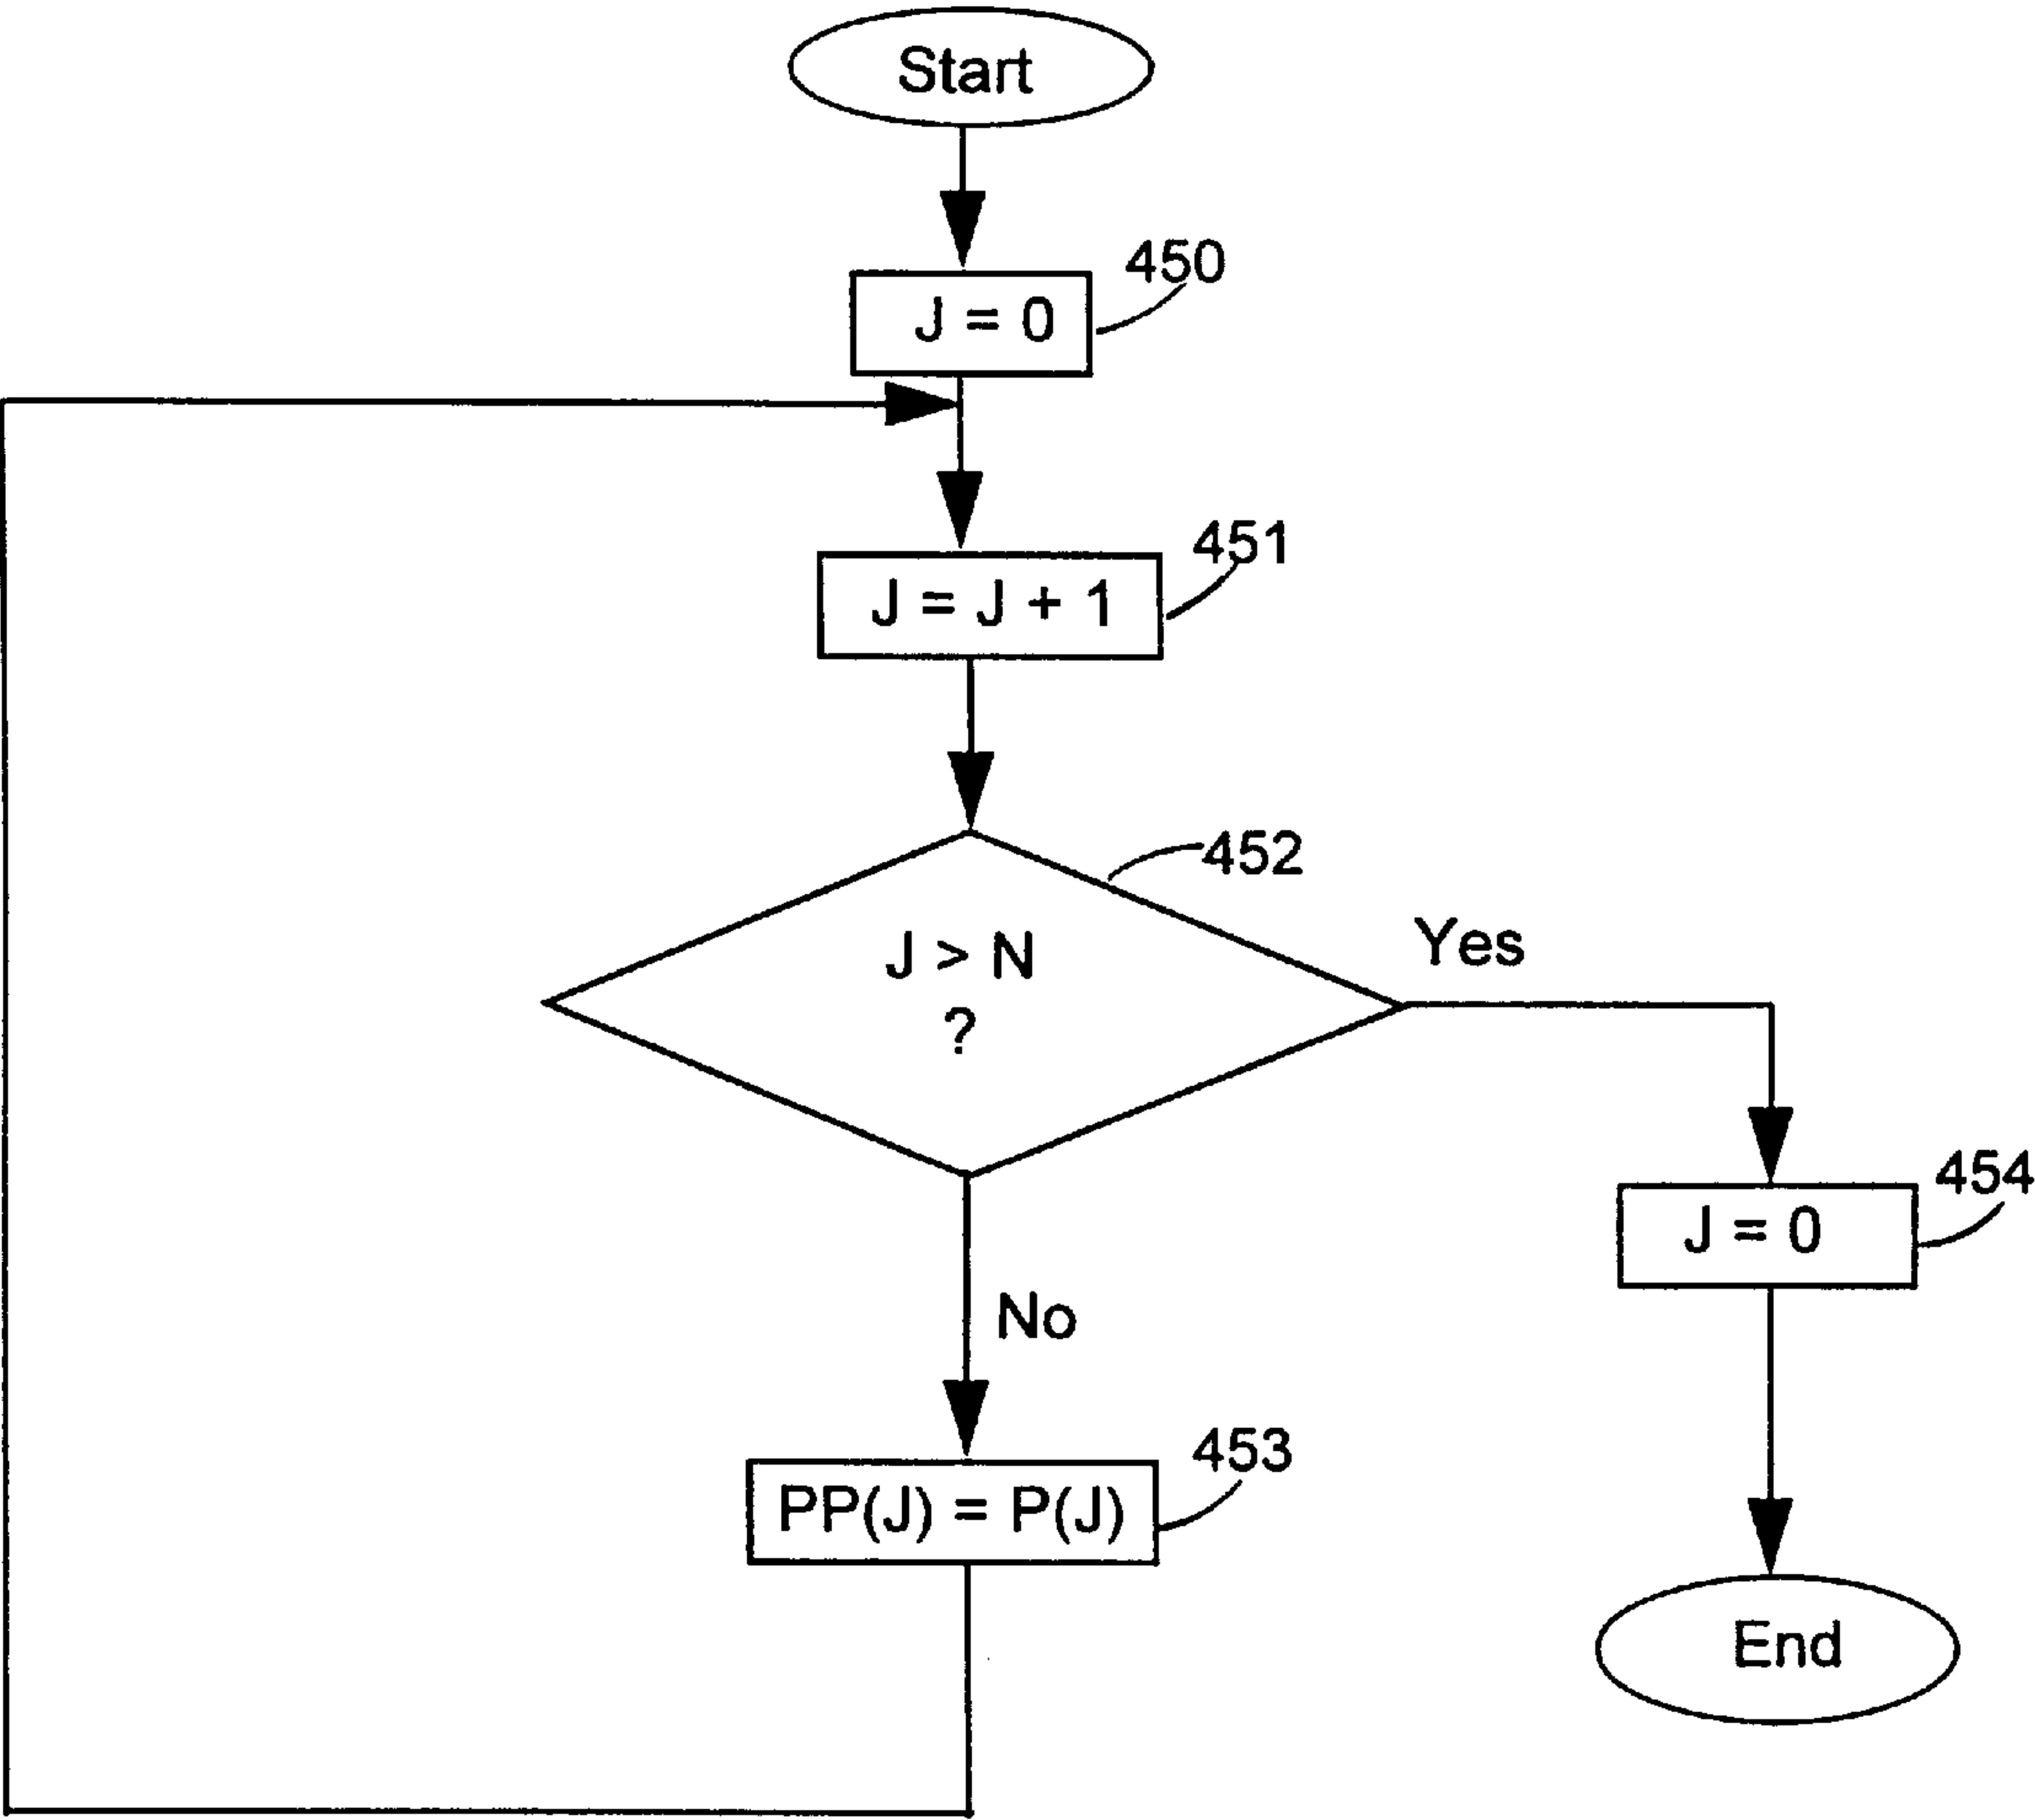 Start
450
J = 0
451
J = J + 1
452
J > N
?
Yes
454
J = 0
No
453
PP(J) = P(J)
End